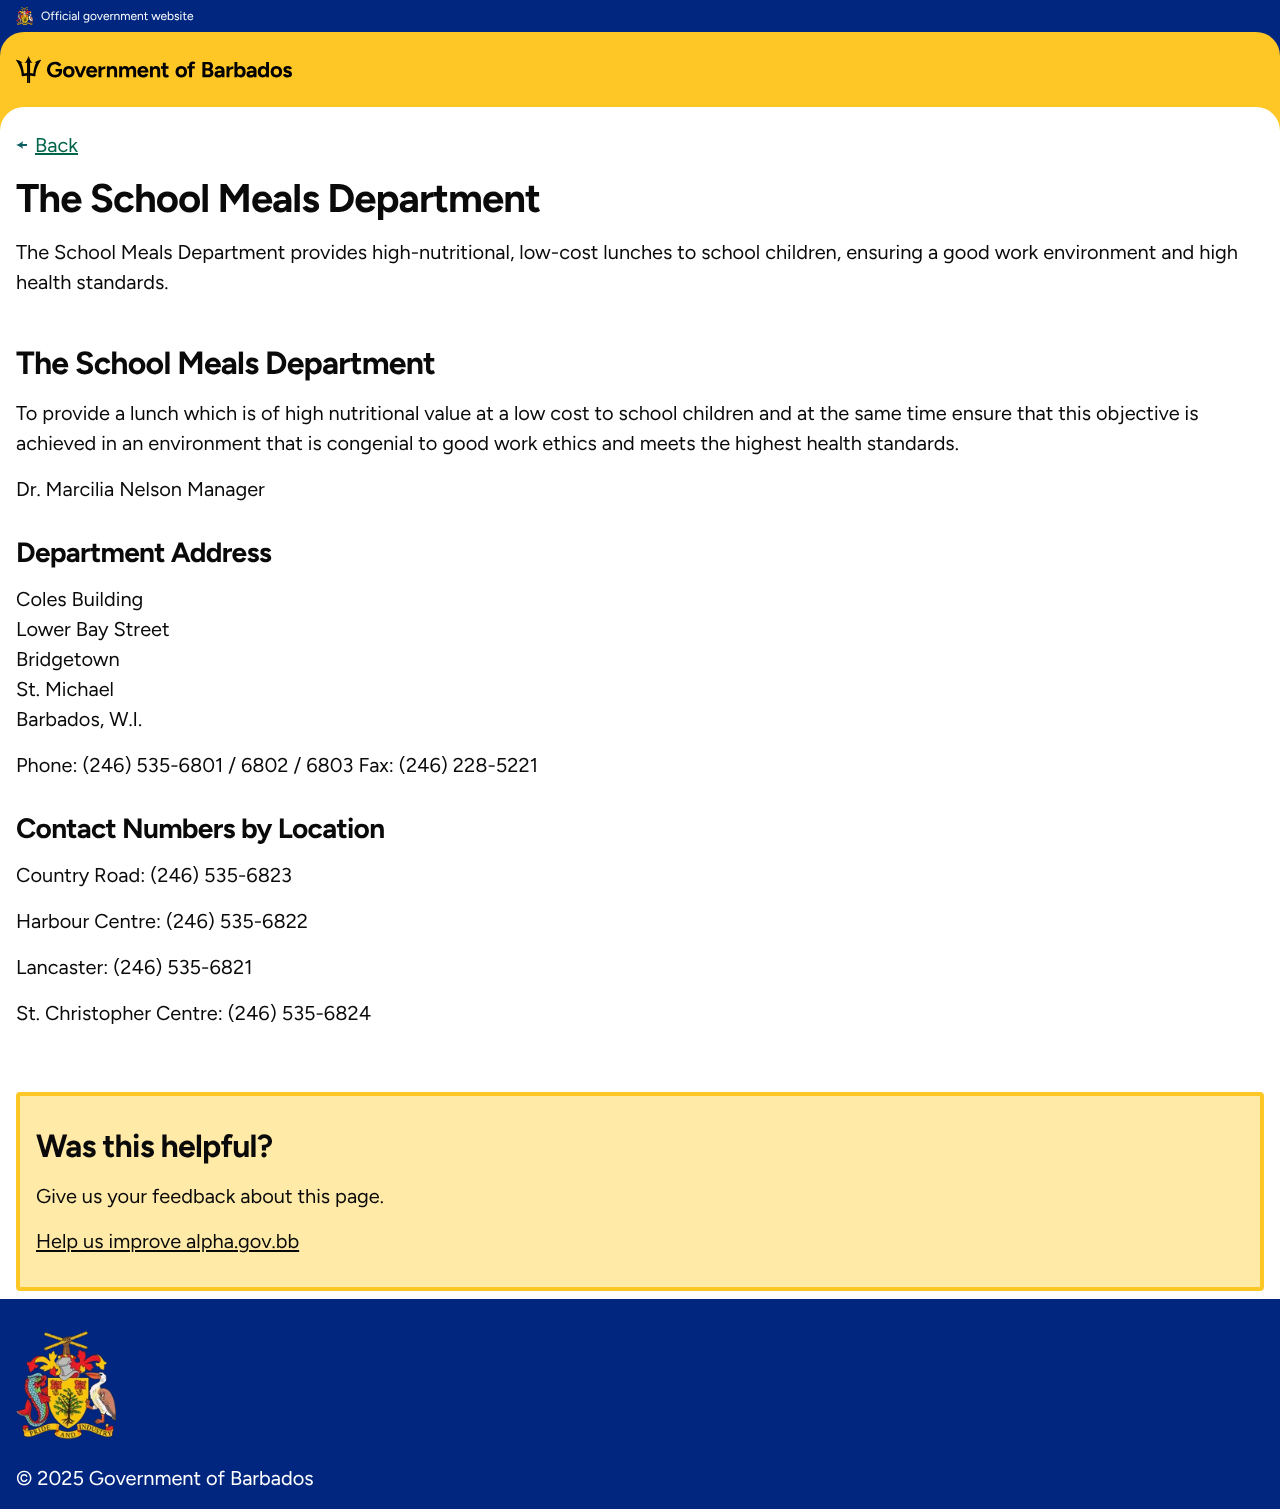 Official government website
Government of Barbados
Back
The School Meals Department
The School Meals Department provides high-nutritional, low-cost lunches to school children, ensuring a good work environment and high
health standards.
The School Meals Department
To provide a lunch which is of high nutritional value at a low cost to school children and at the same time ensure that this objective is
achieved in an environment that is congenial to good work ethics and meets the highest health standards.
Dr. Marcilia Nelson Manager
Department Address
Coles Building
Lower Bay Street
Bridgetown
St. Michael
Barbados, W.I.
Phone: (246) 535-6801 / 6802 / 6803 Fax: (246) 228-5221
Contact Numbers by Location
Country Road: (246) 535-6823
Harbour Centre: (246) 535-6822
Lancaster: (246) 535-6821
St. Christopher Centre: (246) 535-6824
Was this helpful?
Give us your feedback about this page.
Help us improve alpha.gov.bb
PRIDE AND INDUSTRY
© 2025 Government of Barbados